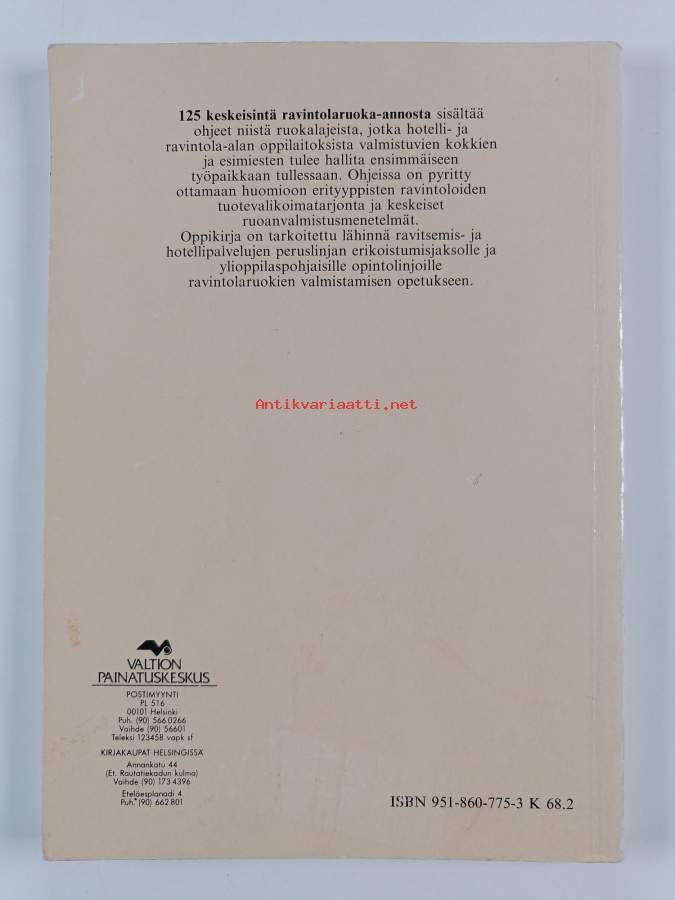 125 keskeisintä ravintolaruoka-annosta sisältää
ohjeet niistä ruokalajeista, jotka hotelli- ja
ravintola-alan oppilaitoksista valmistuvien kokkien
ja esimiesten tulee hallita ensimmäiseen
työpaikkaan tullessaan. Ohjeissa on pyritty
ottamaan huomioon erityyppisten ravintoloiden
tuotevalikoimatarjonta ja keskeiset
ruoanvalmistusmenetelmät.
Oppikirja on tarkoitettu lähinnä ravitsemis- ja
hotellipalvelujen peruslinjan erikoistumisjaksolle ja
ylioppilaspohjaisille opintolinjoille
ravintolaruokien valmistamisen opetukseen.
Antikvariaatti.net
VALTION
PAINATUSKESKUS
POSTIMYYNTI
PL 516
00101 Helsinki
Puh. (90) 566 0266
Vaihde (90) 56601
Teleksi 123458 vapk sf
KIRJAKAUPAT HELSINGISSÄ
Annankatu 44
(Et. Rautatiekadun kulma)
Vaihde (90) 173 4396
Eteläesplanadi 4
Puh. (90) 662 801
ISBN 951-860-775-3 K 68.2